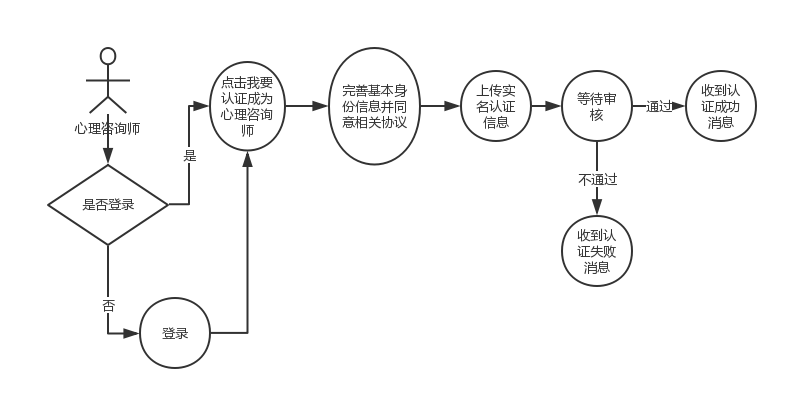 心理咨询师
是否登录
是
否
登录
点击我要
认证成为
心理咨询
师
完善基本身
份信息并同
意相关协议
上传实
名认证
信息
等待审
核
通过
收到认
证成功
消息
不通过
收到认
证失败
消息